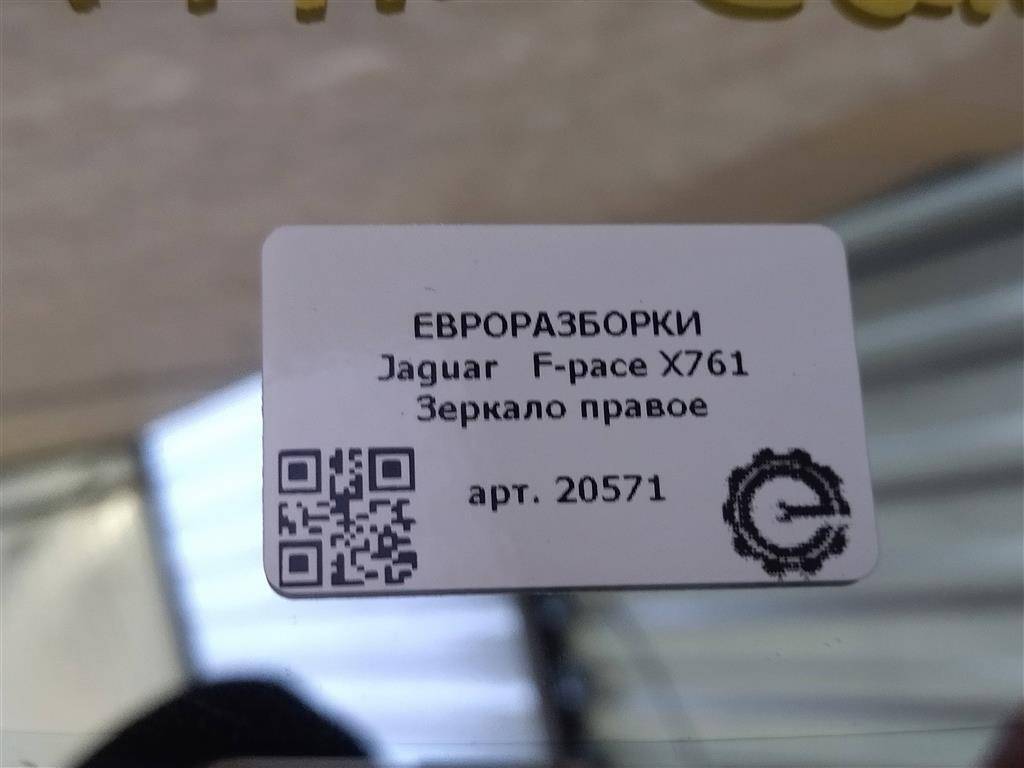 ЕВРОРАЗБОРКИ
Jaguar F-pace X761
Зеркало правое
арт. 20571